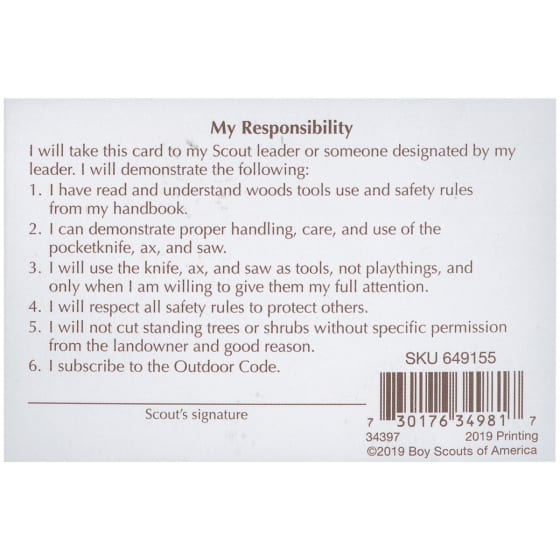 My Responsibility
I will take this card to my Scout leader or someone designated by my
leader. I will demonstrate the following:
1. I have read and understand woods tools use and safety rules
from my handbook.
2. I can demonstrate proper handling, care, and use of the
pocketknife, ax, and saw.
3. I will use the knife, ax, and saw as tools, not playthings, and
only when I am willing to give them my full attention.
4. I will respect all safety rules to protect others.
5. I will not cut standing trees or shrubs without specific permission
from the landowner and good reason.
6. I subscribe to the Outdoor Code.
Scout's signature
SKU 649155
7 30176 34981 7
34397 2019 Printing
©2019 Boy Scouts of America